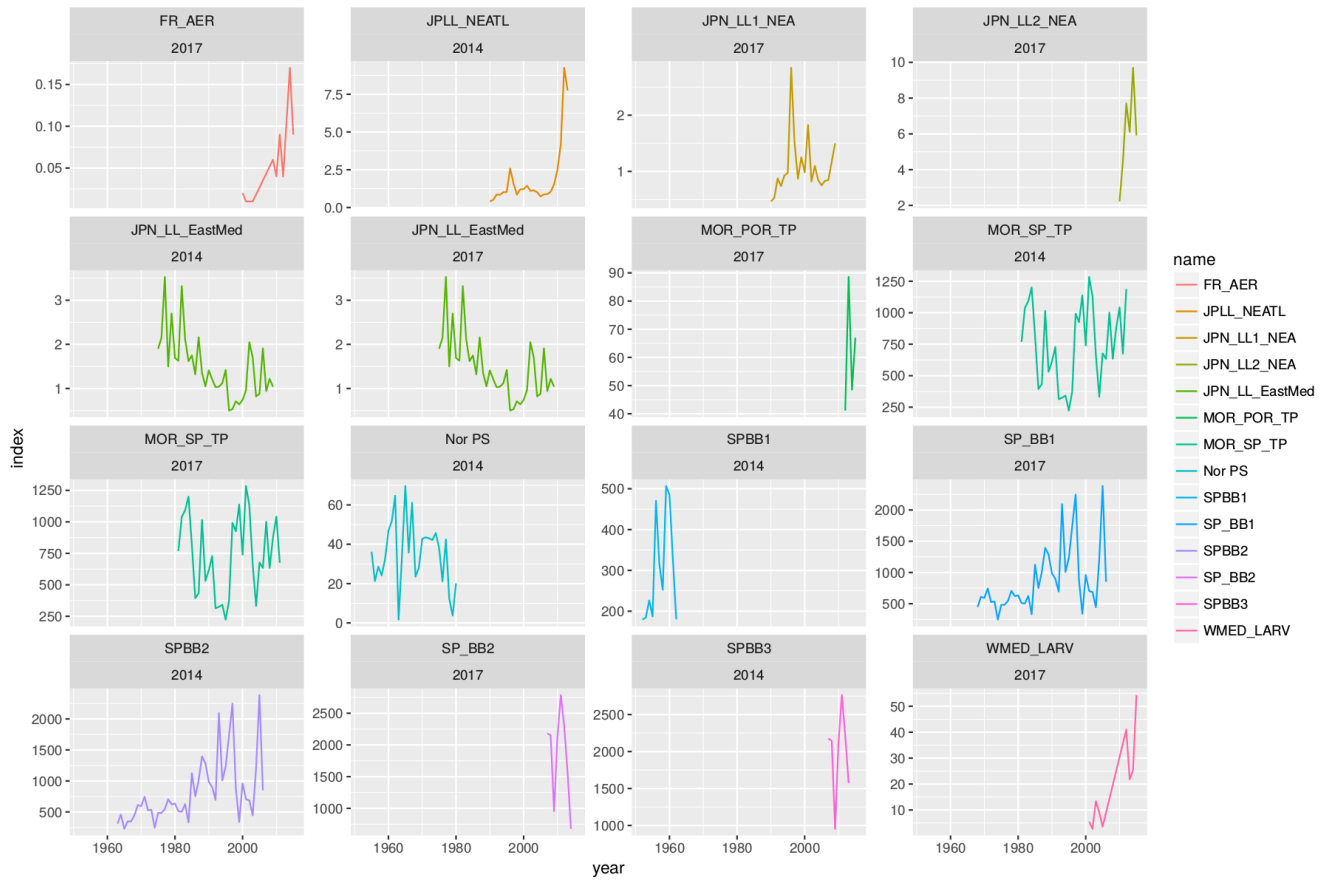 FR_AER
2017
JPLL_NEATL
2014
JPN_LL1_NEA
2017
JPN_LL2_NEA
2017
0.15
0.10
0.05
7.5
5.0
2.5
0.0
2
1
10
8
6
4
2
JPN_LL_EastMed
2014
JPN_LL_EastMed
2017
MOR_POR_TP
2017
MOR_SP_TP
2014
3
2
1
3
2
1
90
80
70
60
50
40
1250
1000
750
500
250
MOR_SP_TP
2017
Nor PS
2014
SPBB1
2014
SP_BB1
2017
1250
1000
750
500
250
60
40
20
0
500
400
300
200
2000
1500
1000
500
SPBB2
2014
SP_BB2
2017
SPBB3
2014
WMED_LARV
2017
2000
1500
1000
500
2500
2000
1500
1000
2500
2000
1500
1000
50
40
30
20
10
1960 1980 2000
1960 1980 2000
1960 1980 2000
1960 1980 2000
year
index
name
FR_AER
JPLL_NEATL
JPN_LL1_NEA
JPN_LL2_NEA
JPN_LL_EastMed
MOR_POR_TP
MOR_SP_TP
Nor PS
SPBB1
SP_BB1
SPBB2
SP_BB2
SPBB3
WMED_LARV